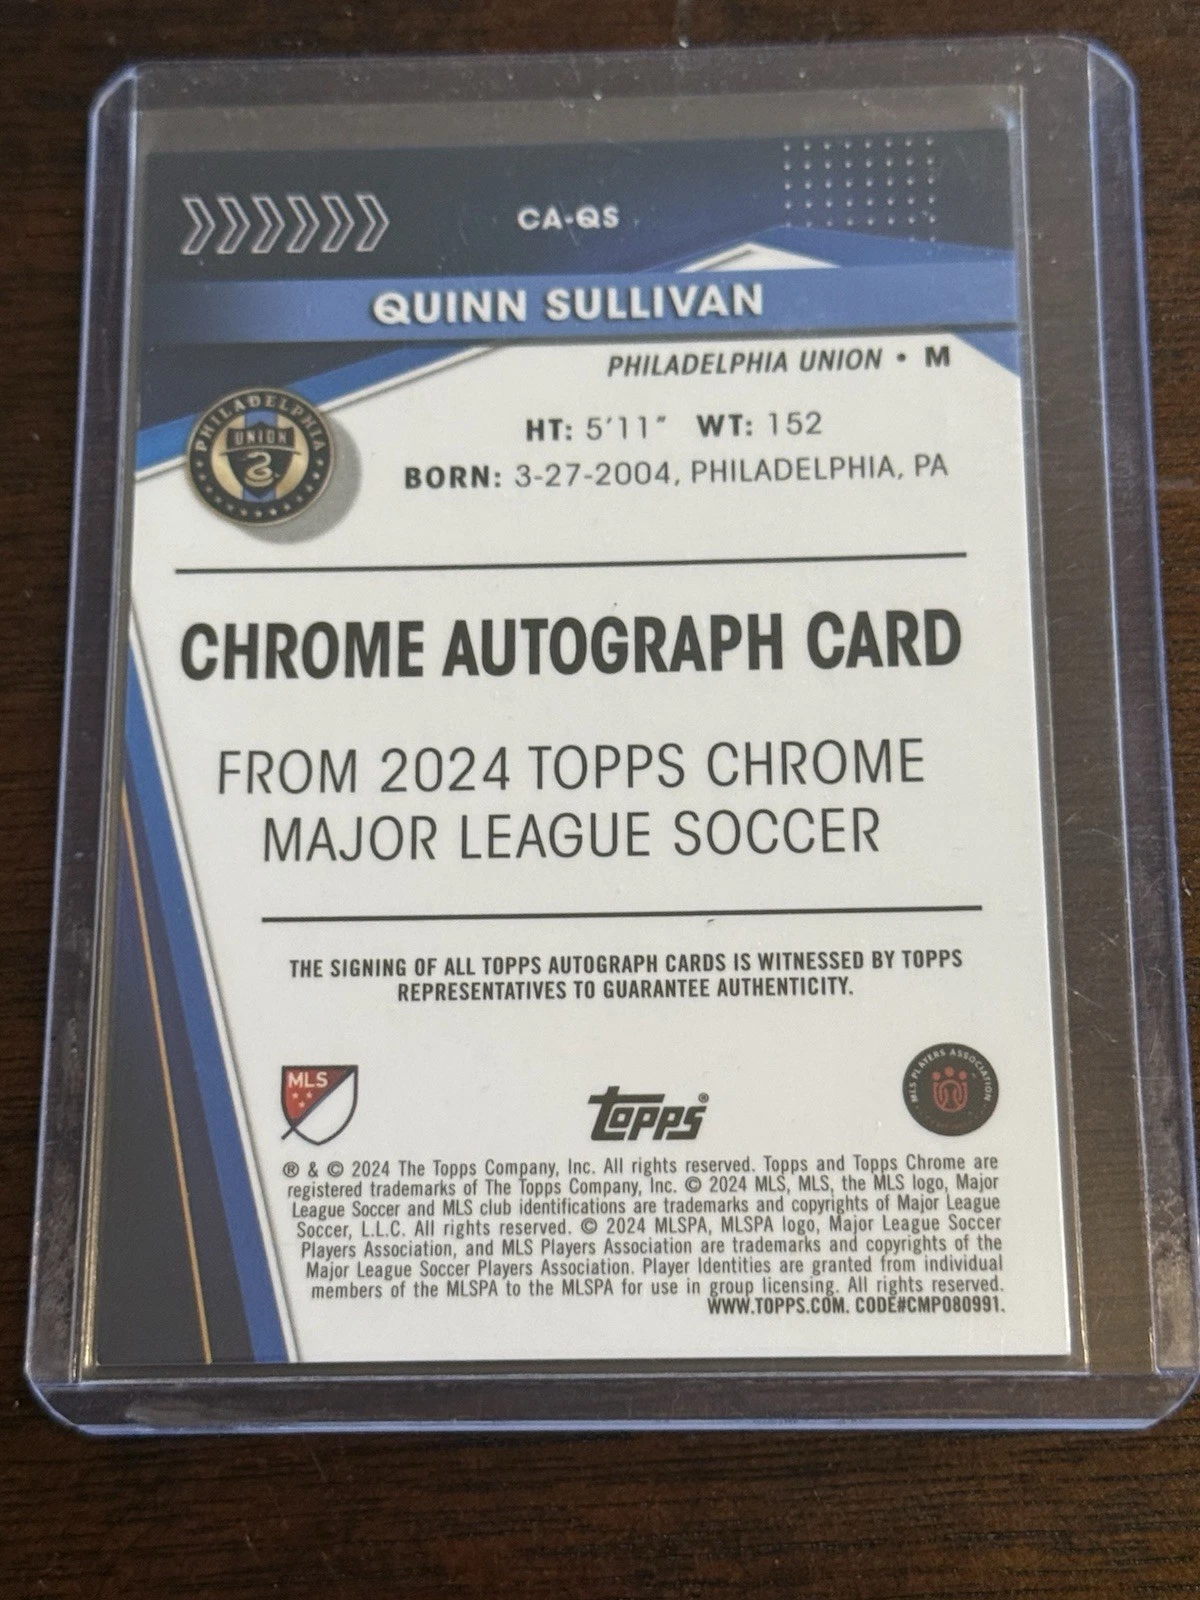 CA-QS
QUINN SULLIVAN
PHILADELPHIA UNION • M
PHILADELPHIA
UNION
HT: 5'11" WT: 152
BORN: 3-27-2004, PHILADELPHIA, PA
CHROME AUTOGRAPH CARD
FROM 2024 TOPPS CHROME
MAJOR LEAGUE SOCCER
THE SIGNING OF ALL TOPPS AUTOGRAPH CARDS IS WITNESSED BY TOPPS
REPRESENTATIVES TO GUARANTEE AUTHENTICITY.
MLS
topps®
MLS PLAYERS ASSOCIATION
® & © 2024 The Topps Company, Inc. All rights reserved. Topps and Topps Chrome are
registered trademarks of The Topps Company, Inc. © 2024 MLS, MLS, the MLS logo, Major
League Soccer and MLS club identifications are trademarks and copyrights of Major League
Soccer, L.L.C. All rights reserved. © 2024 MLSPA, MLSPA logo, Major League Soccer
Players Association, and MLS Players Association are trademarks and copyrights of the
Major League Soccer Players Association. Player Identities are granted from individual
members of the MLSPA to the MLSPA for use in group licensing. All rights reserved.
WWW.TOPPS.COM. CODE#CMP080991.